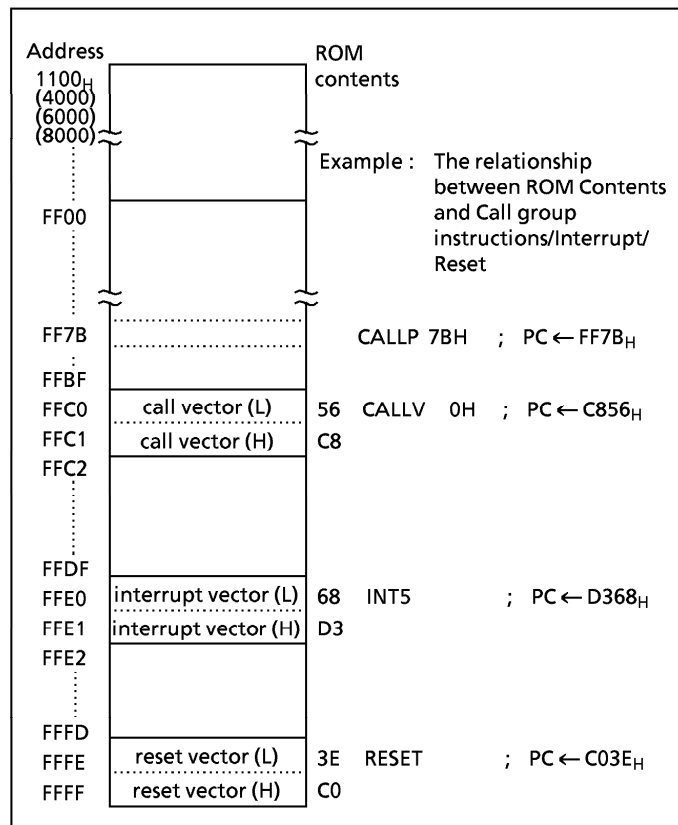 Address ROM
contents
1100H
(4000)
(6000)
(8000)
Example : The relationship
between ROM Contents
and Call group
instructions/Interrupt/
Reset
FF00
FF7B CALLP 7BH ; PC ← FF7BH
FFBF
FFC0 call vector (L) 56 CALLV 0H ; PC ← C856H
FFC1 call vector (H) C8
FFC2
FFDF
FFE0 interrupt vector (L) 68 INT5 ; PC ← D368H
FFE1 interrupt vector (H) D3
FFE2
FFFD
FFFE reset vector (L) 3E RESET ; PC ← C03EH
FFFF reset vector (H) C0